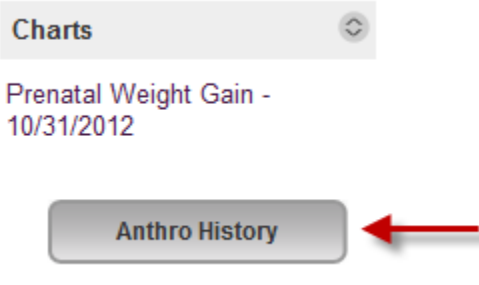 Charts
Prenatal Weight Gain -
10/31/2012
Anthro History